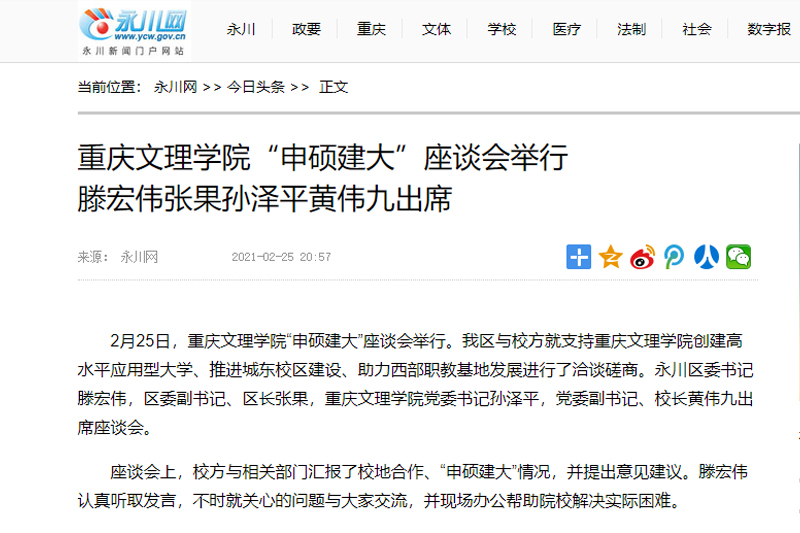 永川网
www.ycw.gov.cn
永川新闻门户网站
永川 政要 重庆 文体 学校 医疗 法制 社会 数字报
当前位置: 永川网 >> 今日头条 >> 正文
重庆文理学院“申硕建大”座谈会举行
滕宏伟张果孙泽平黄伟九出席
来源: 永川网 2021-02-25 20:57
2月25日，重庆文理学院“申硕建大”座谈会举行。我区与校方就支持重庆文理学院创建高
水平应用型大学、推进城东校区建设、助力西部职教基地发展进行了洽谈磋商。永川区委书记
滕宏伟，区委副书记、区长张果，重庆文理学院党委书记孙泽平，党委副书记、校长黄伟九出
席座谈会。
座谈会上，校方与相关部门汇报了校地合作、“申硕建大”情况，并提出意见建议。滕宏伟
认真听取发言，不时就关心的问题与大家交流，并现场办公帮助院校解决实际困难。